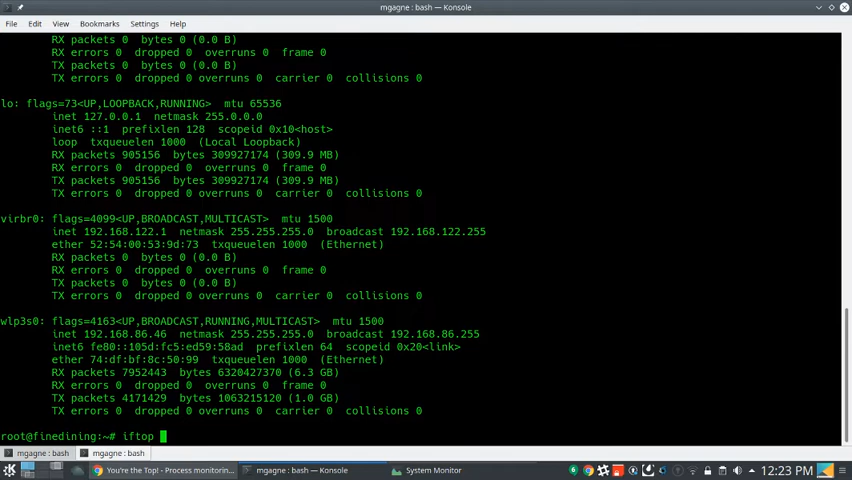 mgagne : bash — Konsole
File Edit View Bookmarks Settings Help
RX packets 0 bytes 0 (0.0 B)
RX errors 0 dropped 0 overruns 0 frame 0
TX packets 0 bytes 0 (0.0 B)
TX errors 0 dropped 0 overruns 0 carrier 0 collisions 0
lo: flags=73<UP,LOOPBACK,RUNNING> mtu 65536
inet 127.0.0.1 netmask 255.0.0.0
inet6 ::1 prefixlen 128 scopeid 0x10<host>
loop txqueuelen 1000 (Local Loopback)
RX packets 905156 bytes 309927174 (309.9 MB)
RX errors 0 dropped 0 overruns 0 frame 0
TX packets 905156 bytes 309927174 (309.9 MB)
TX errors 0 dropped 0 overruns 0 carrier 0 collisions 0
virbr0: flags=4099<UP,BROADCAST,MULTICAST> mtu 1500
inet 192.168.122.1 netmask 255.255.255.0 broadcast 192.168.122.255
ether 52:54:00:53:9d:73 txqueuelen 1000 (Ethernet)
RX packets 0 bytes 0 (0.0 B)
RX errors 0 dropped 0 overruns 0 frame 0
TX packets 0 bytes 0 (0.0 B)
TX errors 0 dropped 0 overruns 0 carrier 0 collisions 0
wlp3s0: flags=4163<UP,BROADCAST,RUNNING,MULTICAST> mtu 1500
inet 192.168.86.46 netmask 255.255.255.0 broadcast 192.168.86.255
inet6 fe80::105d:fc5:ed59:58ad prefixlen 64 scopeid 0x20<link>
ether 74:df:bf:8c:50:99 txqueuelen 1000 (Ethernet)
RX packets 7952443 bytes 6320427370 (6.3 GB)
RX errors 0 dropped 0 overruns 0 frame 0
TX packets 4171429 bytes 1063215120 (1.0 GB)
TX errors 0 dropped 0 overruns 0 carrier 0 collisions 0
root@finedining:~# iftop
mgagne : bash mgagne : bash
You're the Top! - Process monitorin... mgagne : bash — Konsole System Monitor 12:23 PM